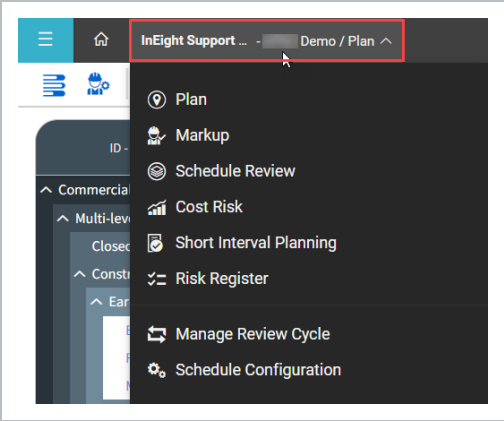 InEight Support ... - Demo / Plan
Plan
Markup
ID -
Schedule Review
Commercial
Cost Risk
Multi-lev
Closed
Short Interval Planning
Constr
Risk Register
Ear
Manage Review Cycle
Schedule Configuration